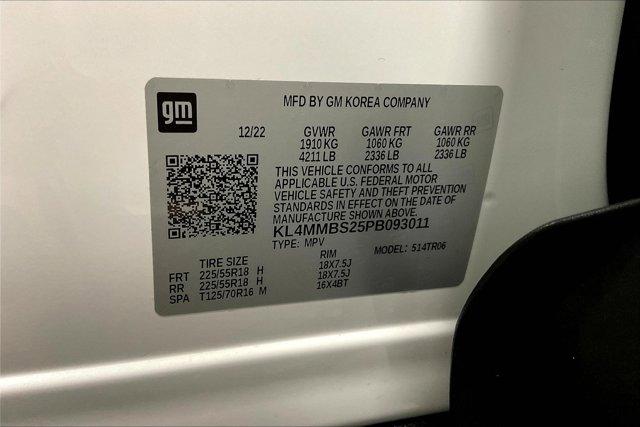 gm
MFD BY GM KOREA COMPANY
12/22 GVWR GAWR FRT GAWR RR
1910 KG 1060 KG 1060 KG
4211 LB 2336 LB 2336 LB
THIS VEHICLE CONFORMS TO ALL
APPLICABLE U.S. FEDERAL MOTOR
VEHICLE SAFETY AND THEFT PREVENTION
STANDARDS IN EFFECT ON THE DATE OF
MANUFACTURE SHOWN ABOVE.
KL4MMBS25PB093011
TYPE: MPV MODEL: 514TR06
TIRE SIZE RIM
FRT 225/55R18 H 18X7.5J
RR 225/55R18 H 18X7.5J
SPA T125/70R16 M 16X4BT